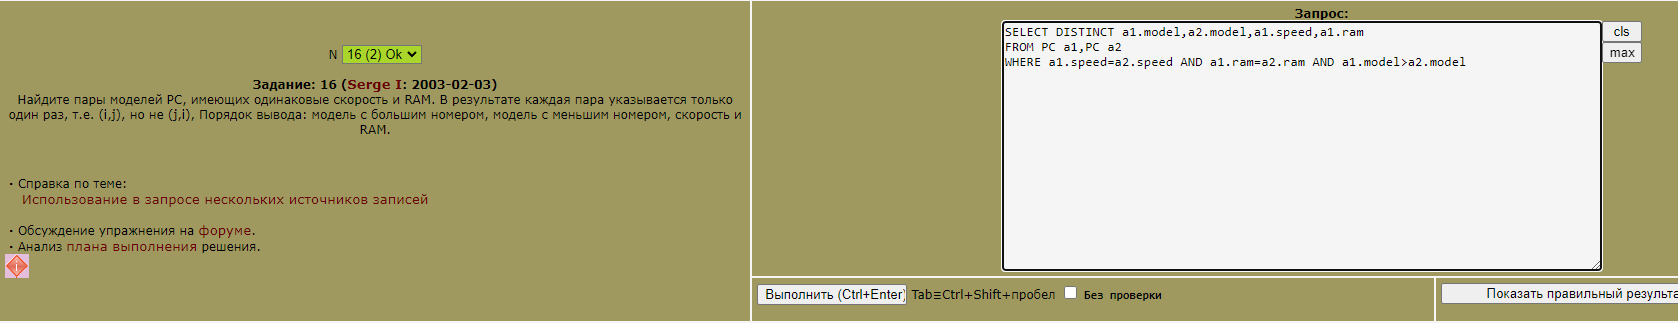 N 16 (2) Ok
Задание: 16 (Serge I: 2003-02-03)
Найдите пары моделей PC, имеющих одинаковые скорость и RAM. В результате каждая пара указывается только
один раз, т.е. (i,j), но не (j,i), Порядок вывода: модель с большим номером, модель с меньшим номером, скорость и
RAM.
· Справка по теме:
Использование в запросе нескольких источников записей
· Обсуждение упражнения на форуме.
· Анализ плана выполнения решения.
Запрос:
SELECT DISTINCT a1.model,a2.model,a1.speed,a1.ram
FROM PC a1,PC a2
WHERE a1.speed=a2.speed AND a1.ram=a2.ram AND a1.model>a2.model
cls
max
Выполнить (Ctrl+Enter) Tab≡Ctrl+Shift+пробел Без проверки
Показать правильный результа